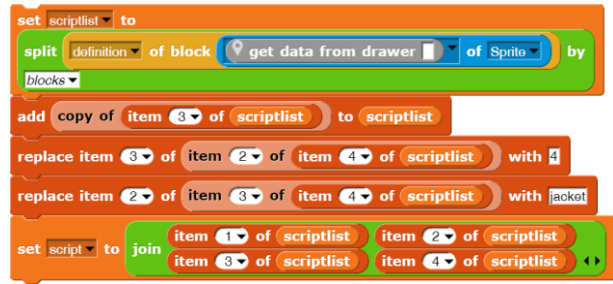 set scriptlist to
split definition of block get data from drawer of Sprite by
blocks
add copy of item 3 of scriptlist to scriptlist
replace item 3 of item 2 of item 4 of scriptlist with 4
replace item 2 of item 3 of item 4 of scriptlist with jacket
set script to join item 1 of scriptlist item 2 of scriptlist
item 3 of scriptlist item 4 of scriptlist